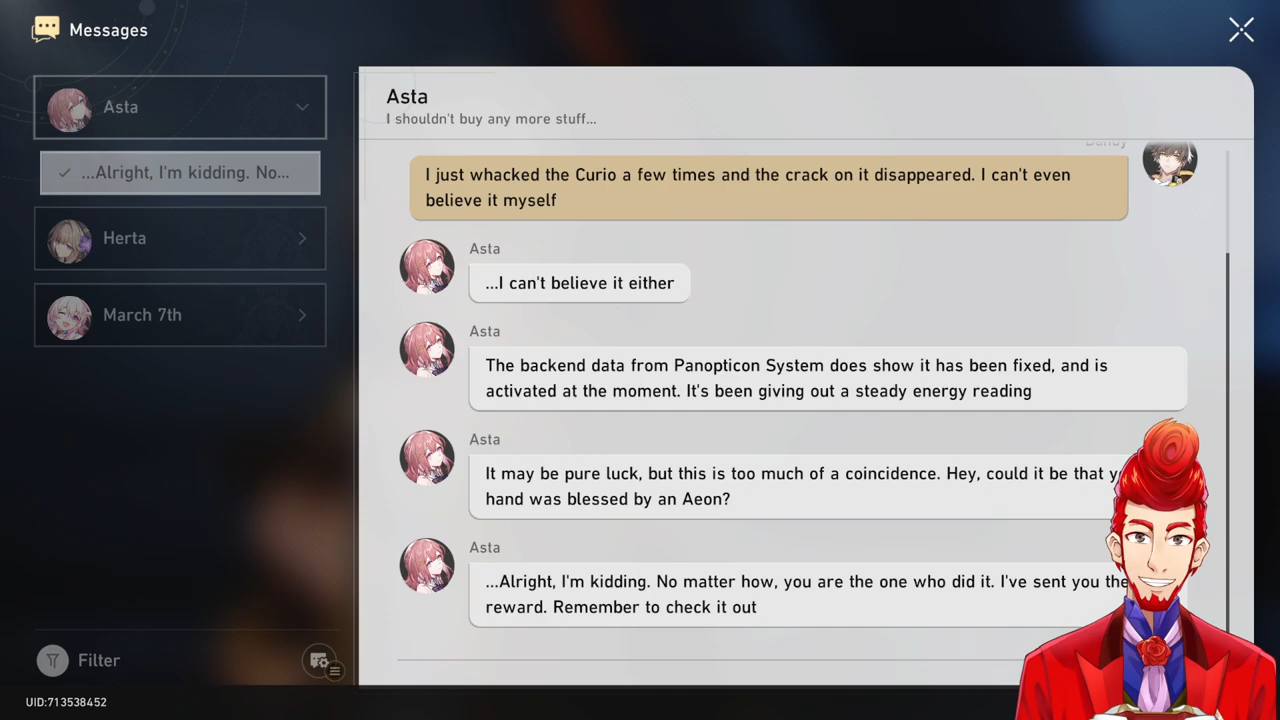 Messages
Asta
...Alright, I'm kidding. No...
Herta
March 7th
Filter
UID:713538452
Asta
I shouldn't buy any more stuff...
I just whacked the Curio a few times and the crack on it disappeared. I can't even
believe it myself
Asta
...I can't believe it either
Asta
The backend data from Panopticon System does show it has been fixed, and is
activated at the moment. It's been giving out a steady energy reading
Asta
It may be pure luck, but this is too much of a coincidence. Hey, could it be that
hand was blessed by an Aeon?
Asta
...Alright, I'm kidding. No matter how, you are the one who did it. I've sent you the
reward. Remember to check it out